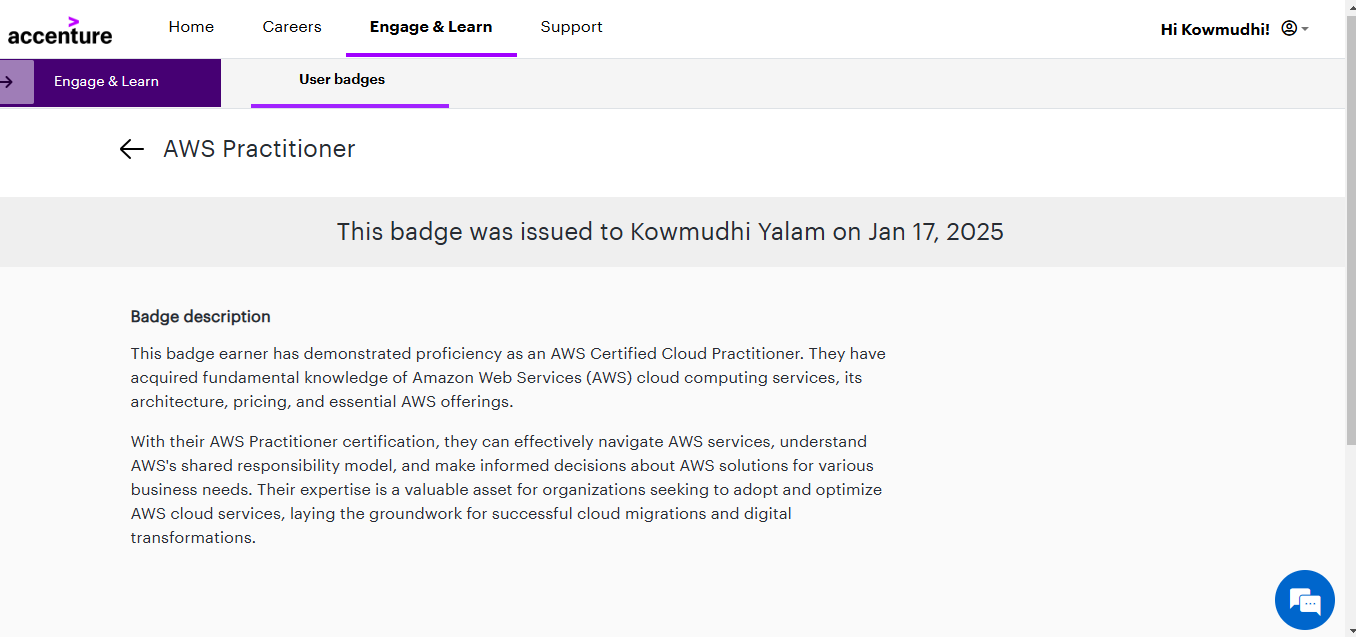 accenture
Home
Careers
Engage & Learn
Support
Hi Kowmudhi!
Engage & Learn
User badges
AWS Practitioner
This badge was issued to Kowmudhi Yalam on Jan 17, 2025
Badge description
This badge earner has demonstrated proficiency as an AWS Certified Cloud Practitioner. They have
acquired fundamental knowledge of Amazon Web Services (AWS) cloud computing services, its
architecture, pricing, and essential AWS offerings.
With their AWS Practitioner certification, they can effectively navigate AWS services, understand
AWS's shared responsibility model, and make informed decisions about AWS solutions for various
business needs. Their expertise is a valuable asset for organizations seeking to adopt and optimize
AWS cloud services, laying the groundwork for successful cloud migrations and digital
transformations.